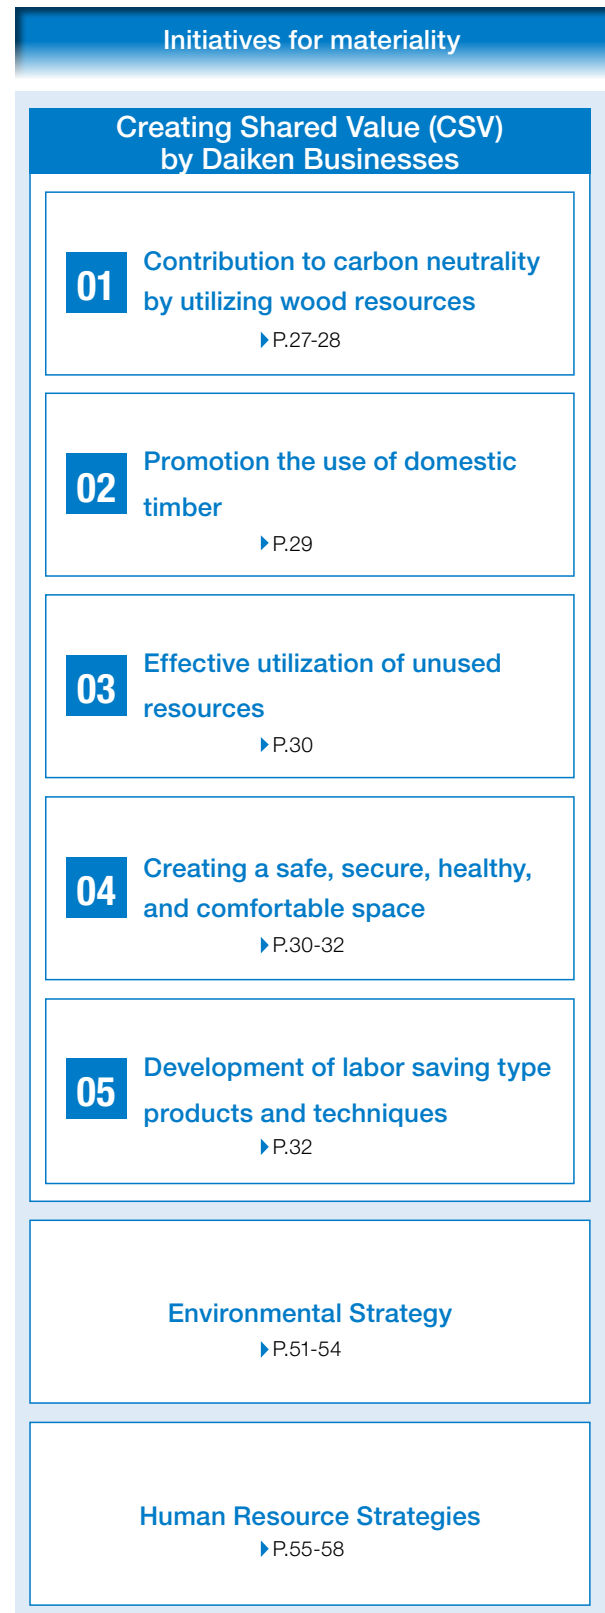 Initiatives for materiality
Creating Shared Value (CSV)
by Daiken Businesses
01
Contribution to carbon neutrality
by utilizing wood resources
P.27-28
02
Promotion the use of domestic
timber
P.29
03
Effective utilization of unused
resources
P.30
04
Creating a safe, secure, healthy,
and comfortable space
P.30-32
05
Development of labor saving type
products and techniques
P.32
Environmental Strategy
P.51-54
Human Resource Strategies
P.55-58